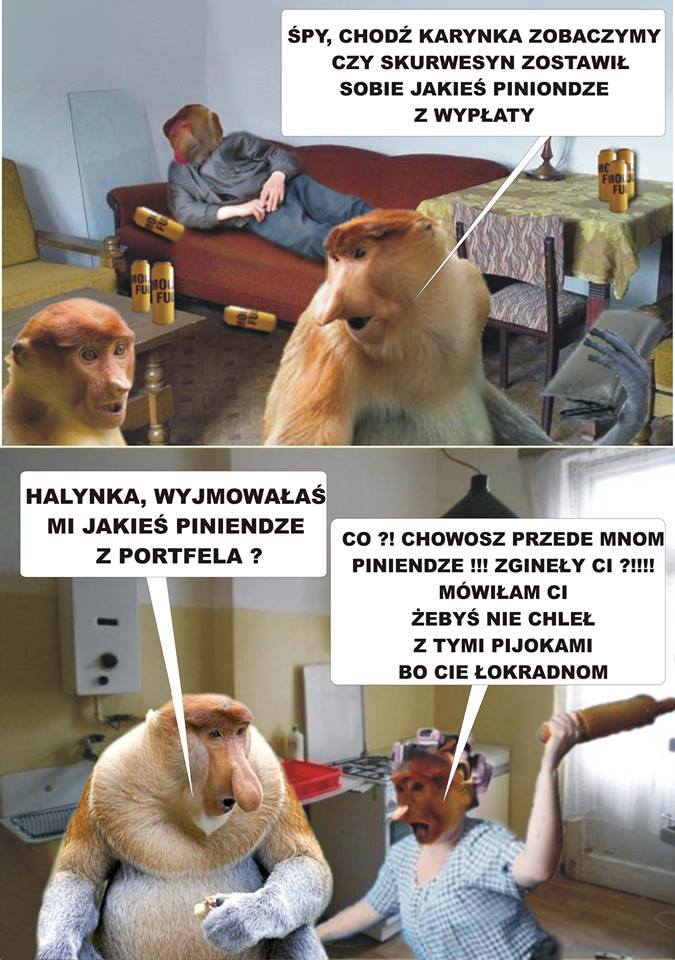 ŚPY, CHODŹ KARYNKA ZOBACZYMY
CZY SKURWESYN ZOSTAWIŁ
SOBIE JAKIEŚ PINIONDZE
Z WYPŁATY
HALYNKA, WYJMOWAŁAŚ
MI JAKIEŚ PINIENDZE
Z PORTFELA ?
CO ?! CHOWOSZ PRZEDE MNOM
PINIENDZE !!! ZGINEŁY CI ?!!!!
MÓWIŁAM CI
ŻEBYŚ NIE CHLEŁ
Z TYMI PIJOKAMI
BO CIE ŁOKRADNOM